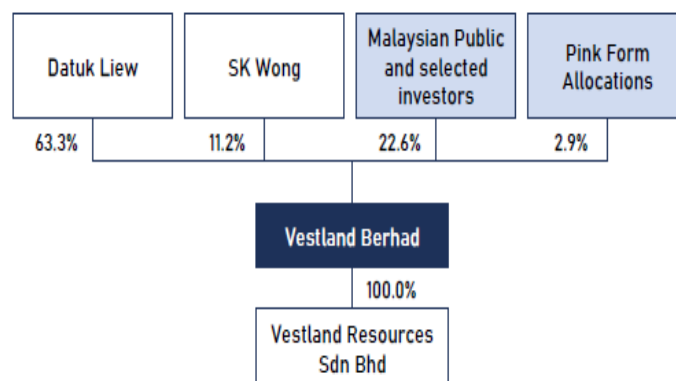 Datuk Liew
SK Wong
Malaysian Public
and selected
investors
Pink Form
Allocations
63.3%
11.2%
22.6%
2.9%
Vestland Berhad
100.0%
Vestland Resources
Sdn Bhd